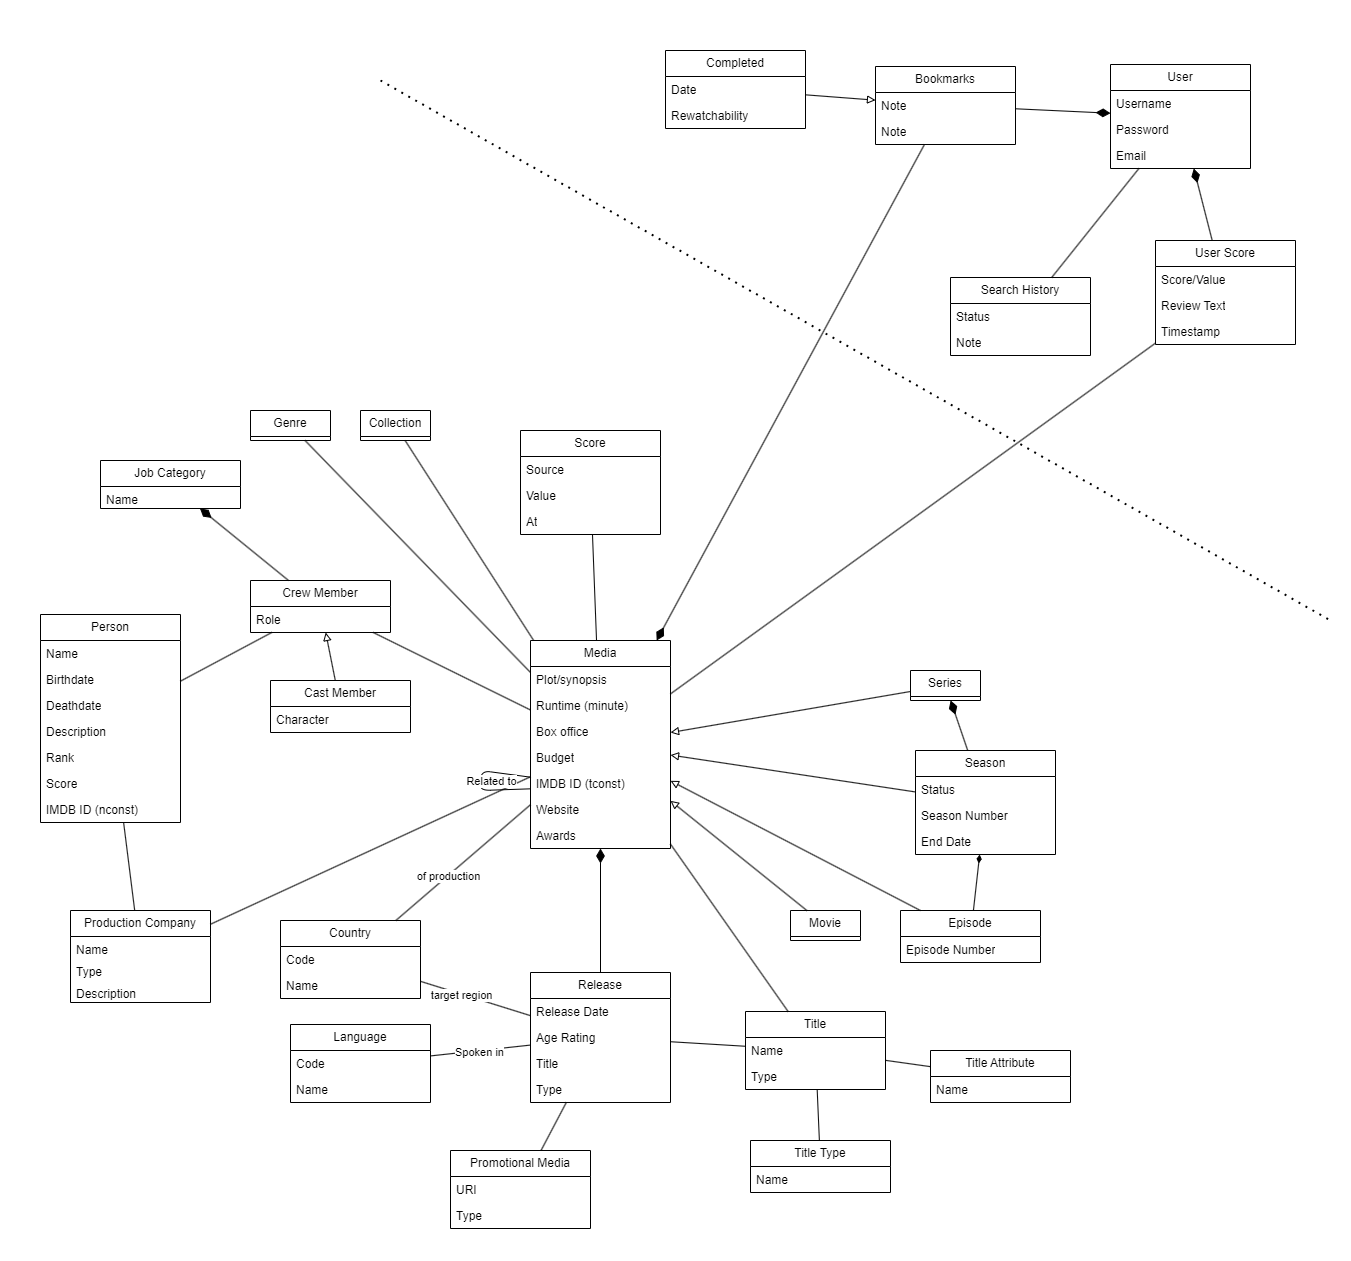 Completed
Date
Rewatchability
Bookmarks
Note
Note
User
Username
Password
Email
User Score
Score/Value
Review Text
Timestamp
Search History
Status
Note
Genre
Collection
Score
Source
Value
At
Job Category
Name
Crew Member
Role
Person
Name
Birthdate
Deathdate
Description
Rank
Score
IMDB ID (nconst)
Cast Member
Character
Media
Plot/synopsis
Runtime (minute)
Box office
Budget
IMDB ID (tconst)
Website
Awards
Related to
Series
Season
Status
Season Number
End Date
of production
Production Company
Name
Type
Description
Country
Code
Name
Movie
Episode
Episode Number
target region
Release
Release Date
Age Rating
Title
Type
Language
Code
Name
Spoken in
Title
Name
Type
Title Attribute
Name
Title Type
Name
Promotional Media
URI
Type